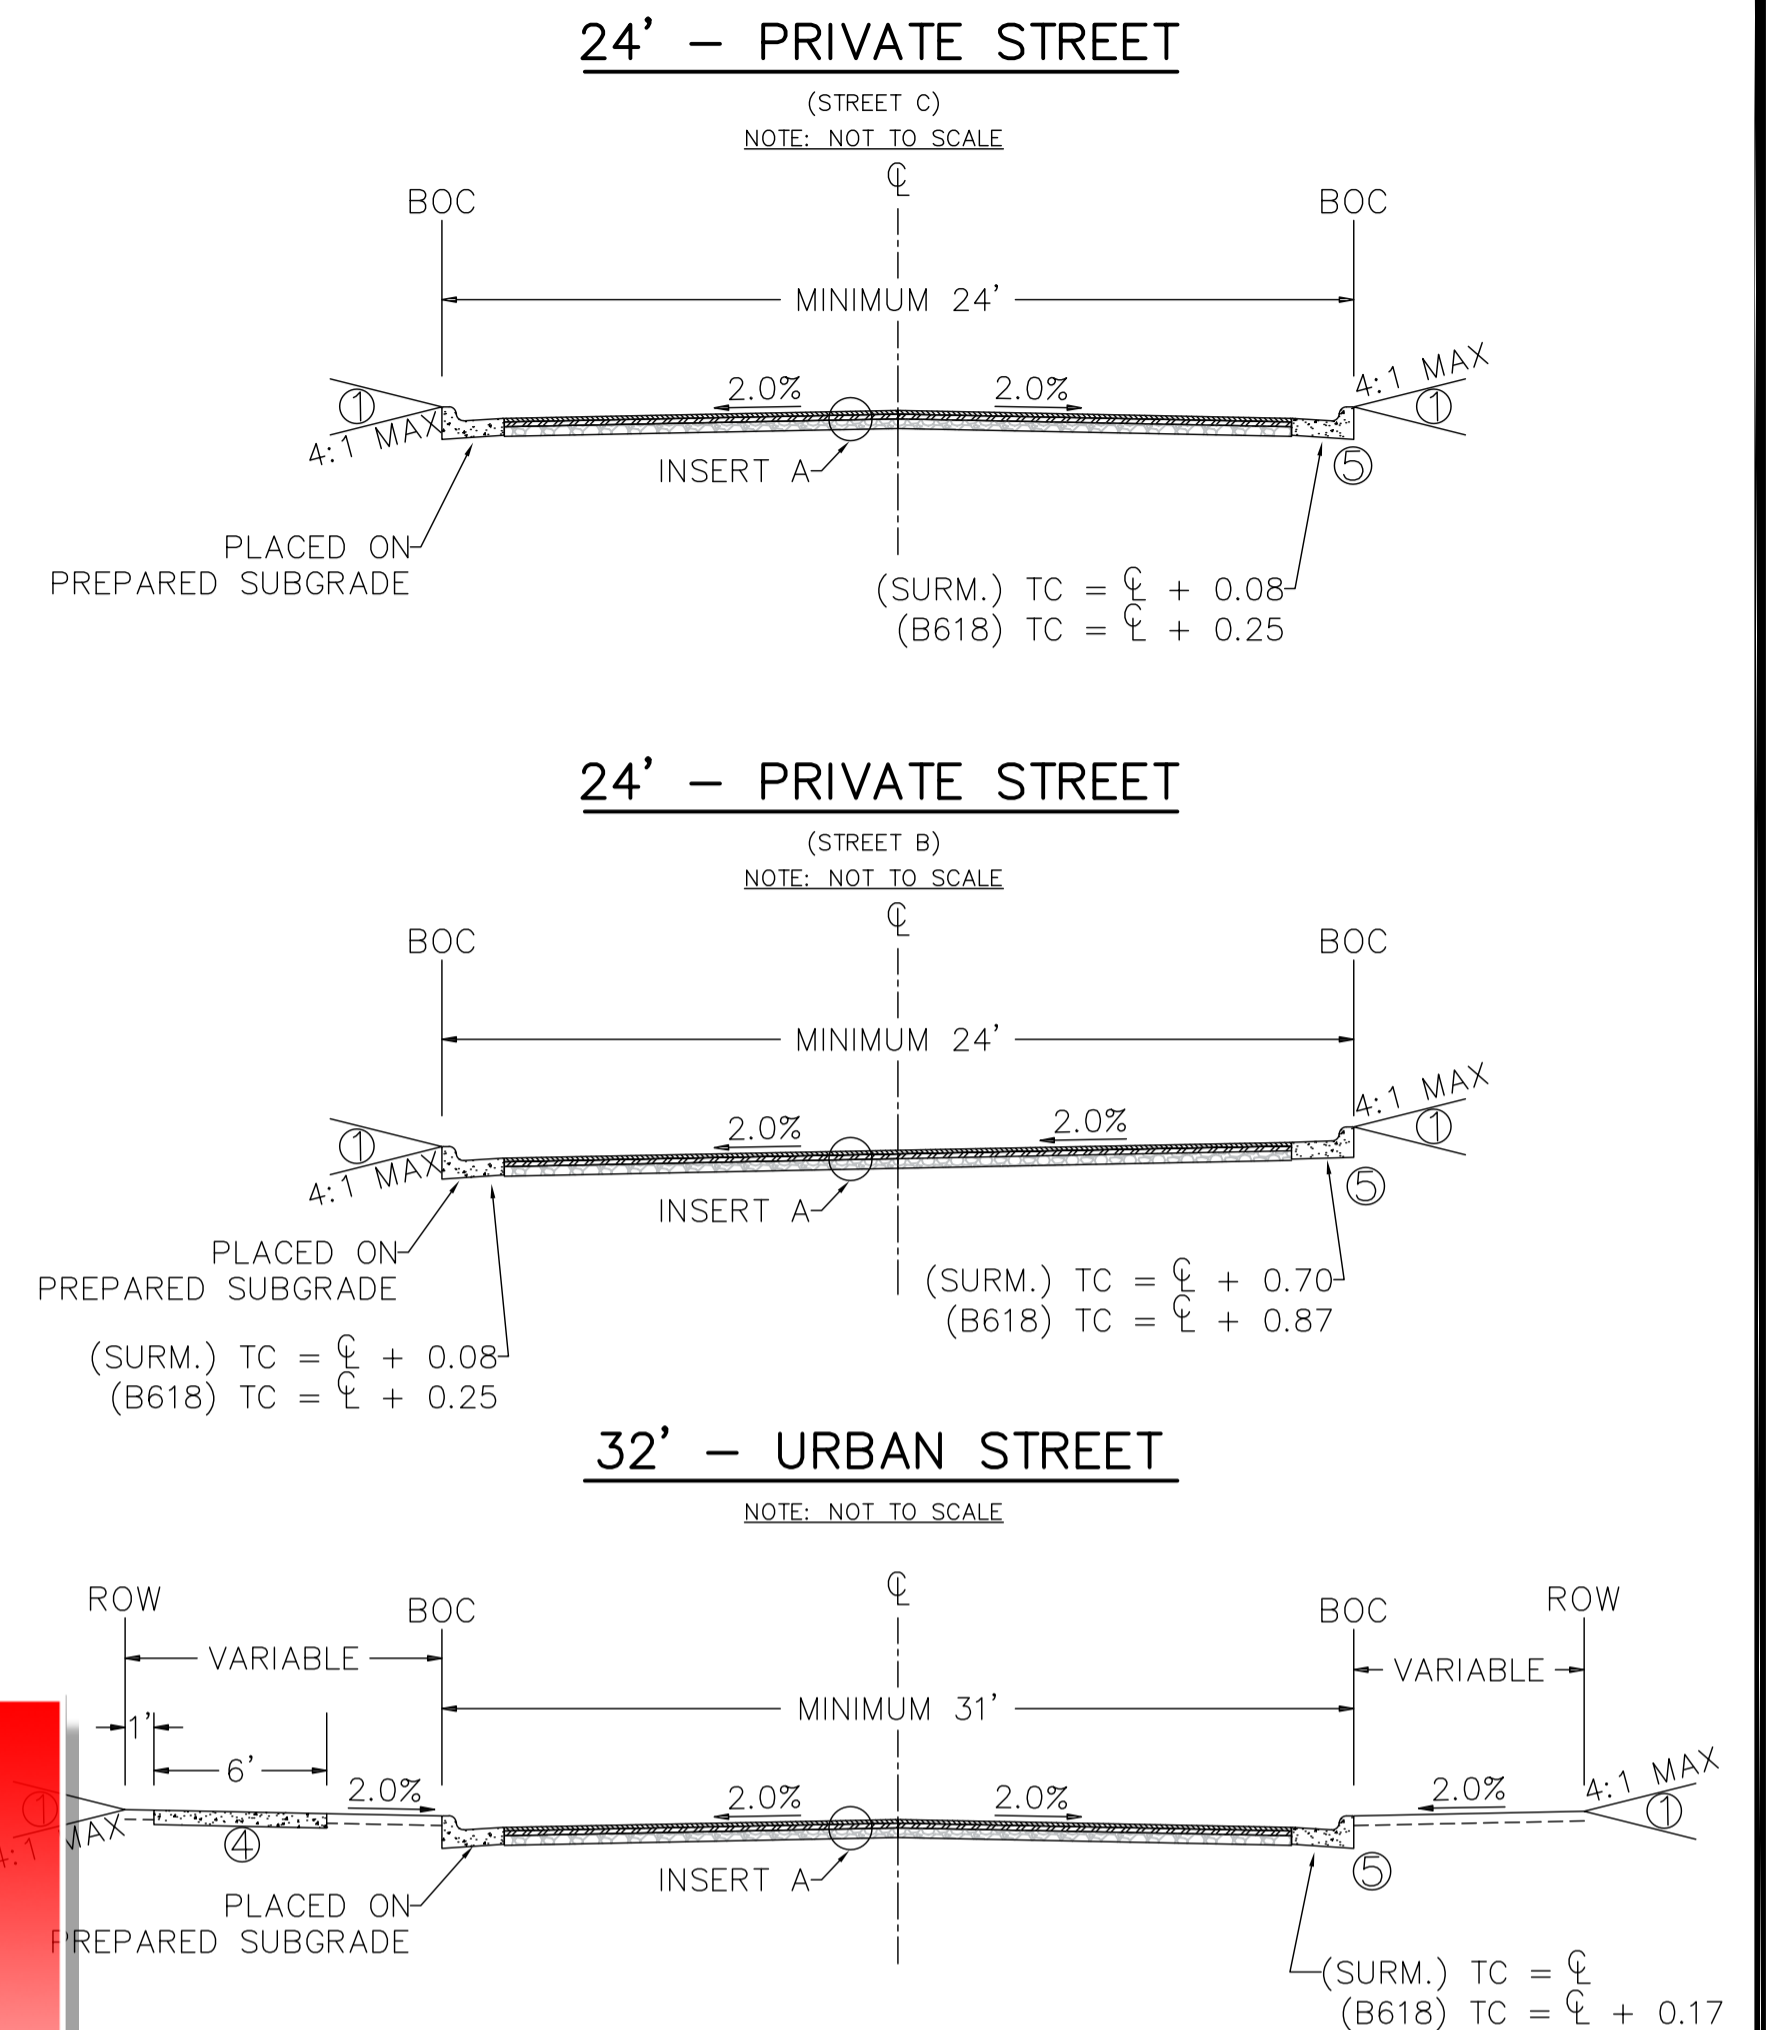 24' – PRIVATE STREET
(STREET C)
NOTE: NOT TO SCALE
℄
BOC
BOC
MINIMUM 24'
2.0%
2.0%
4:1 MAX
①
①
4:1 MAX
INSERT A
⑤
PLACED ON
PREPARED SUBGRADE
(SURM.) TC = ℄ + 0.08
(B618) TC = ℄ + 0.25
24' – PRIVATE STREET
(STREET B)
NOTE: NOT TO SCALE
℄
BOC
BOC
MINIMUM 24'
2.0%
2.0%
4:1 MAX
①
①
4:1 MAX
INSERT A
⑤
PLACED ON
PREPARED SUBGRADE
(SURM.) TC = ℄ + 0.70
(B618) TC = ℄ + 0.87
(SURM.) TC = ℄ + 0.08
(B618) TC = ℄ + 0.25
32' – URBAN STREET
NOTE: NOT TO SCALE
℄
ROW
BOC
BOC
ROW
VARIABLE
VARIABLE
MINIMUM 31'
1'
6'
2.0%
2.0%
2.0%
2.0%
4:1 MAX
①
①
4:1 MAX
④
INSERT A
⑤
PLACED ON
PREPARED SUBGRADE
(SURM.) TC = ℄
(B618) TC = ℄ + 0.17